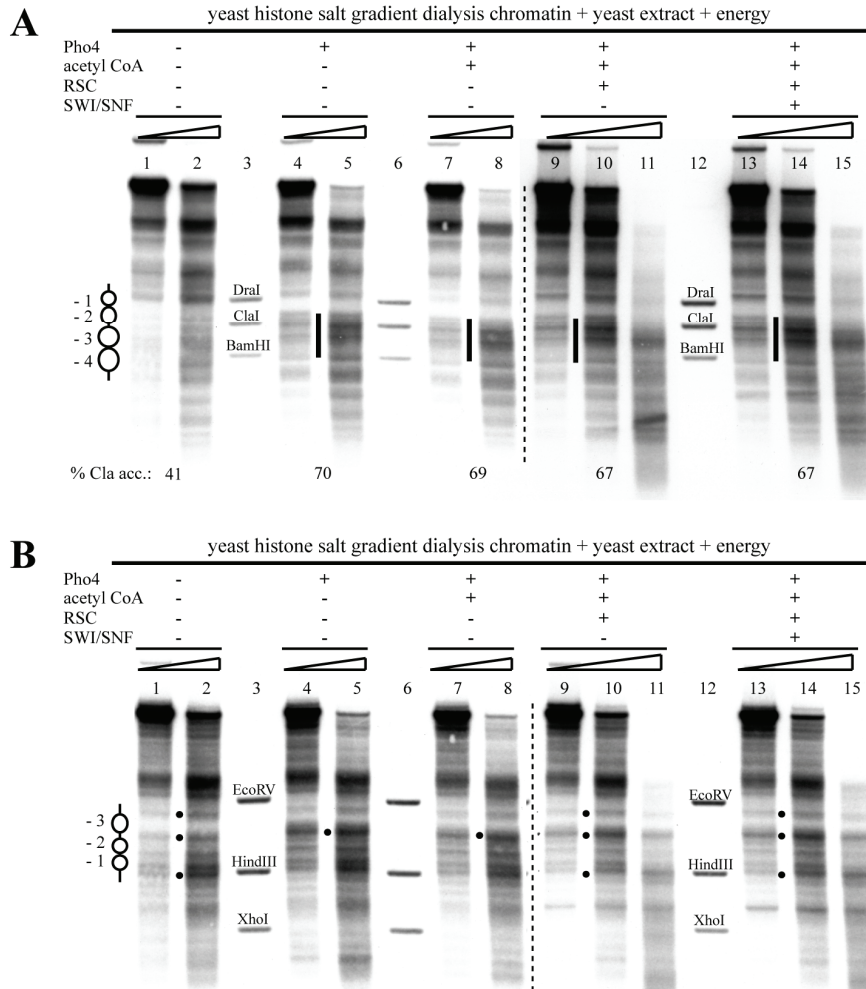 A
yeast histone salt gradient dialysis chromatin + yeast extract + energy
Pho4 - + + + +
acetyl CoA - - + + +
RSC - - - + +
SWI/SNF - - - - +
1 2 3 4 5 6 7 8 9 10 11 12 13 14 15
DraI DraI
- 1
- 2 ClaI ClaI
- 3
BamHI BamHI
- 4
% Cla acc.: 41 70 69 67 67
B
yeast histone salt gradient dialysis chromatin + yeast extract + energy
Pho4 - + + + +
acetyl CoA - - + + +
RSC - - - + +
SWI/SNF - - - - +
1 2 3 4 5 6 7 8 9 10 11 12 13 14 15
EcoRV EcoRV
- 3
- 2
- 1 HindIII HindIII
XhoI XhoI